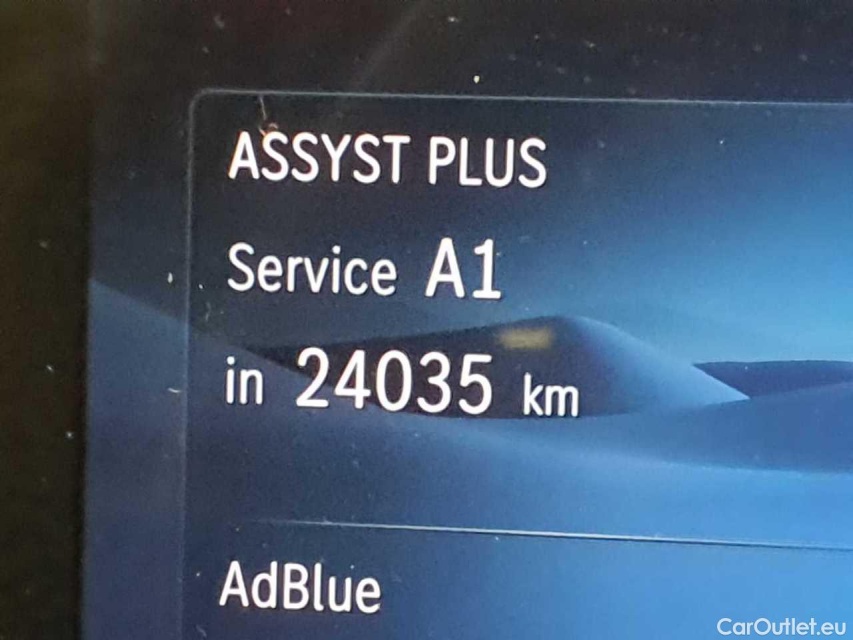 ASSYST PLUS
Service A1
in 24035 km
AdBlue
CarOutlet.eu